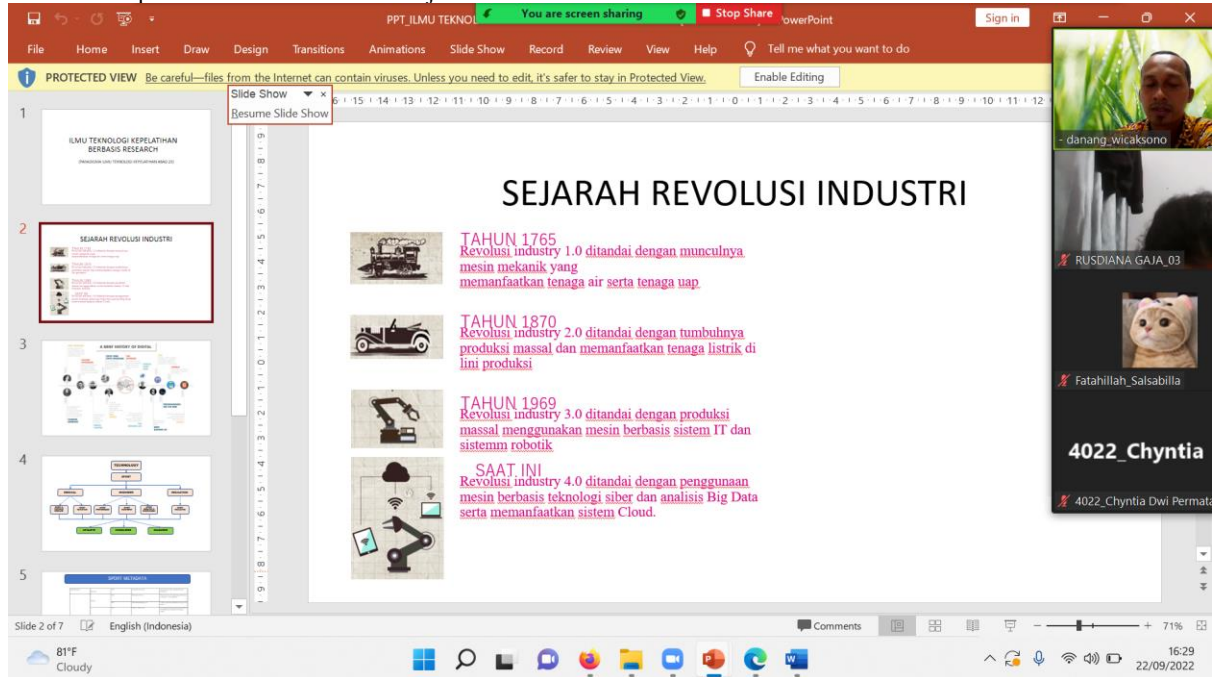 PPT_ILMU TEKNOL
You are screen sharing
Stop Share
PowerPoint
Sign in
File Home Insert Draw Design Transitions Animations Slide Show Record Review View Help Tell me what you want to do
PROTECTED VIEW Be careful—files from the Internet can contain viruses. Unless you need to edit, it's safer to stay in Protected View. Enable Editing
Slide Show
Resume Slide Show
1
ILMU TEKNOLOGI KEPELATIHAN
BERBASIS RESEARCH
2
SEJARAH REVOLUSI INDUSTRI
3
A BRIEF HISTORY OF DIGITAL
4
TECHNOLOGY
SPORT
5
SPORT METADATA
SEJARAH REVOLUSI INDUSTRI
TAHUN 1765
Revolusi industry 1.0 ditandai dengan munculnya
mesin mekanik yang
memanfaatkan tenaga air serta tenaga uap
TAHUN 1870
Revolusi industry 2.0 ditandai dengan tumbuhnya
produksi massal dan memanfaatkan tenaga listrik di
lini produksi
TAHUN 1969
Revolusi industry 3.0 ditandai dengan produksi
massal menggunakan mesin berbasis sistem IT dan
sistemm robotik
SAAT INI
Revolusi industry 4.0 ditandai dengan penggunaan
mesin berbasis teknologi siber dan analisis Big Data
serta memanfaatkan sistem Cloud.
- danang_wicaksono
RUSDIANA GAJA_03
Fatahillah_Salsabilla
4022_Chyntia
4022_Chyntia Dwi Permata
Slide 2 of 7 English (Indonesia) Comments 71%
81°F
Cloudy
16:29
22/09/2022